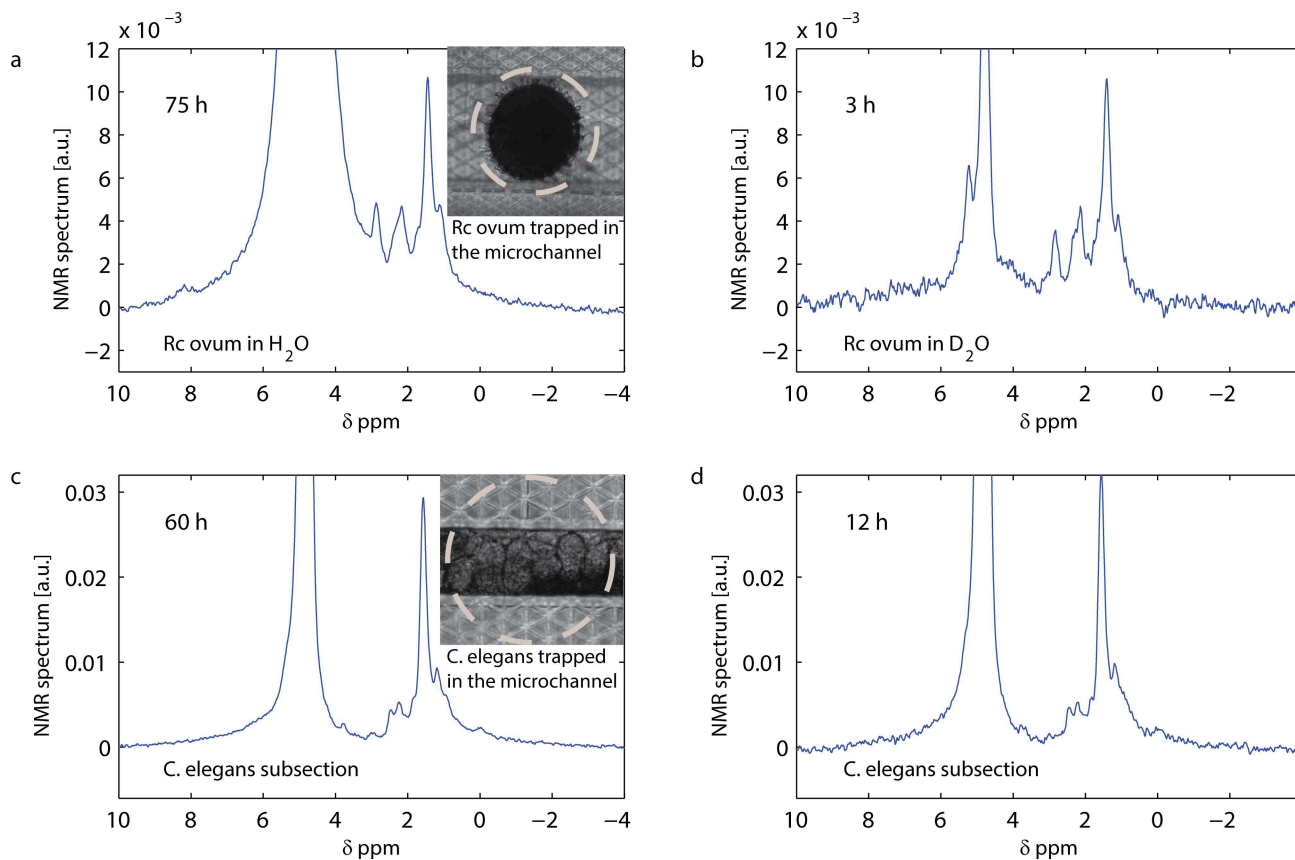 a
x 10 −3
12
10
8
6
4
2
0
−2
NMR spectrum [a.u.]
75 h
Rc ovum trapped in
the microchannel
Rc ovum in H2O
10 8 6 4 2 0 −2 −4
δ ppm
b
x 10 −3
12
10
8
6
4
2
0
−2
NMR spectrum [a.u.]
3 h
Rc ovum in D2O
10 8 6 4 2 0 −2
δ ppm
c
0.03
0.02
0.01
0
NMR spectrum [a.u.]
60 h
C. elegans trapped
in the microchannel
C. elegans subsection
10 8 6 4 2 0 −2 −4
δ ppm
d
0.03
0.02
0.01
0
NMR spectrum [a.u.]
12 h
C. elegans subsection
10 8 6 4 2 0 −2
δ ppm